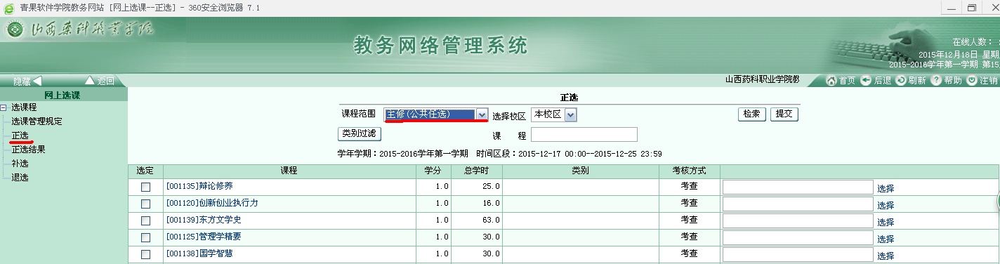 青果软件学院教务网站 [网上选课--正选] - 360安全浏览器 7.1
山西药科职业学院
教务网络管理系统
在线人数：
2015年12月18日 星期
2015-2016学年第一学期 第15
隐藏 返回
山西药科职业学院教
首页 后退 刷新 帮助 注销
网上选课
选课程
选课管理规定
正选
正选结果
补选
退选
正选
课程范围 主修(公共任选) 选择校区 本校区 检索 提交
类别过滤 课 程
学年学期：2015-2016学年第一学期 时间区段：2015-12-17 00:00--2015-12-25 23:59
选定 课程 学分 总学时 类别 考核方式
[001135]辩论修养 1.0 25.0 考查 选择
[001120]创新创业执行力 1.0 16.0 考查 选择
[001139]东方文学史 1.0 63.0 考查 选择
[001125]管理学精要 1.0 30.0 考查 选择
[001138]国学智慧 1.0 30.0 考查 选择